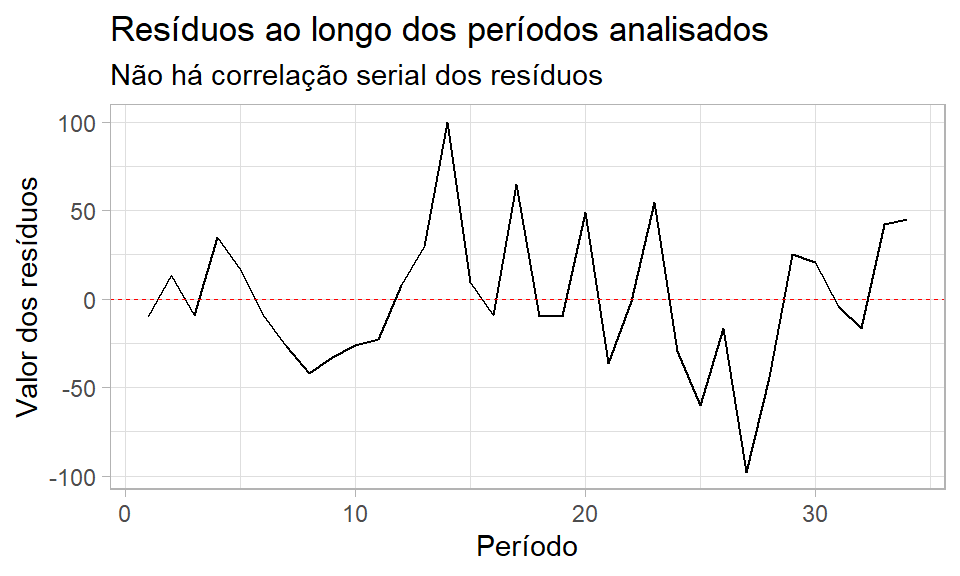 Resíduos ao longo dos períodos analisados
Não há correlação serial dos resíduos
Valor dos resíduos
100
50
0
-50
-100
0
10
20
30
Período